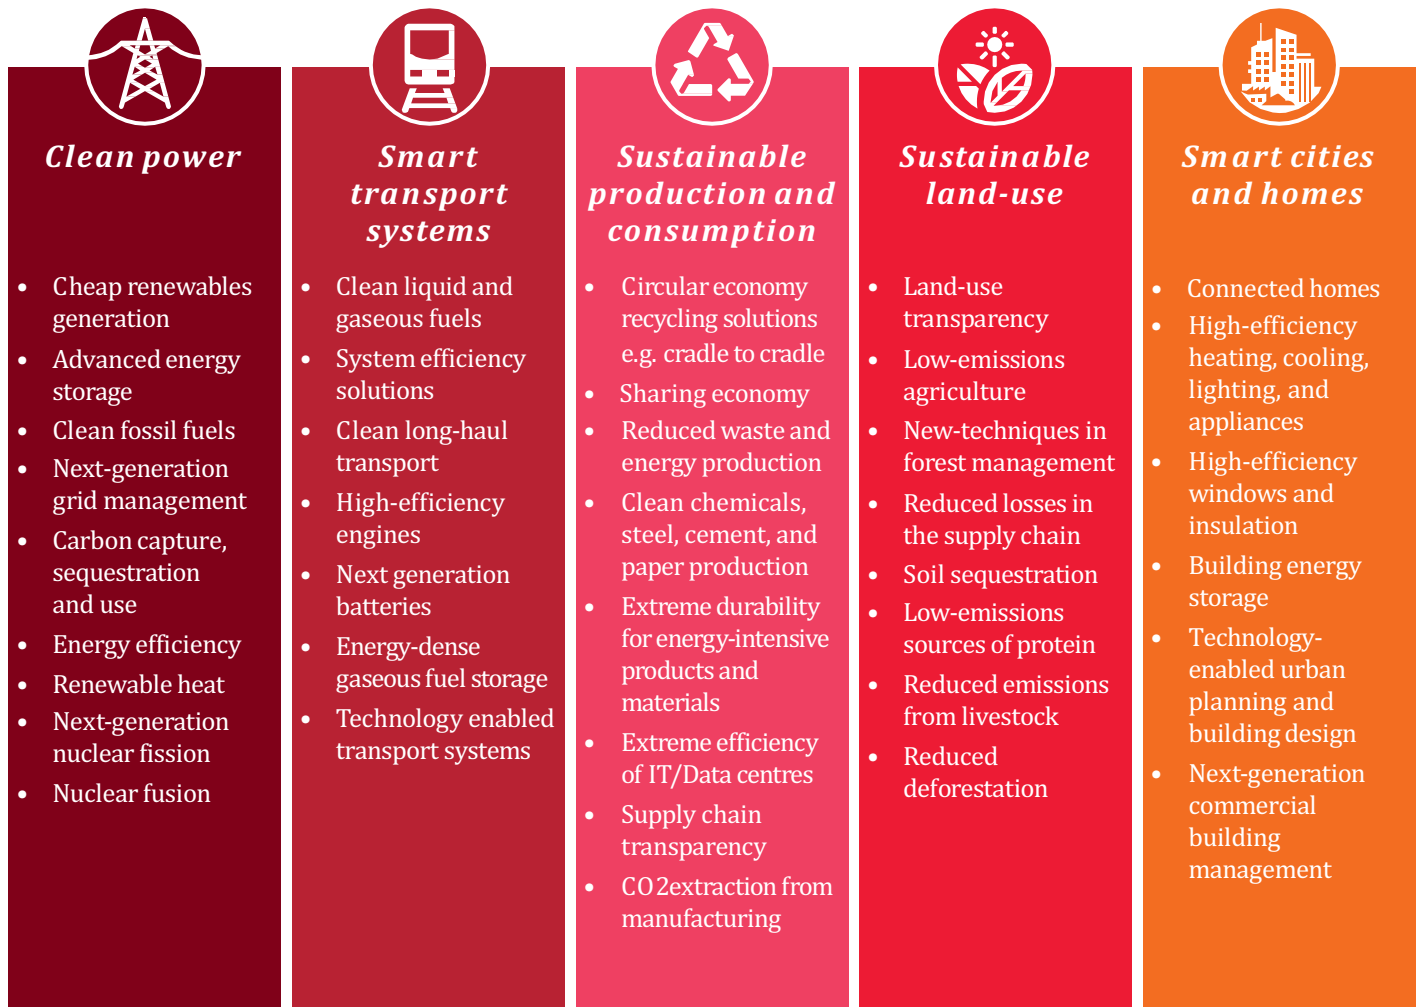 Clean power
• Cheap renewables
generation
• Advanced energy
storage
• Clean fossil fuels
• Next-generation
grid management
• Carbon capture,
sequestration
and use
• Energy efficiency
• Renewable heat
• Next-generation
nuclear fission
• Nuclear fusion
Smart
transport
systems
• Clean liquid and
gaseous fuels
• System efficiency
solutions
• Clean long-haul
transport
• High-efficiency
engines
• Next generation
batteries
• Energy-dense
gaseous fuel storage
• Technology enabled
transport systems
Sustainable
production and
consumption
• Circular economy
recycling solutions
e.g. cradle to cradle
• Sharing economy
• Reduced waste and
energy production
• Clean chemicals,
steel, cement, and
paper production
• Extreme durability
for energy-intensive
products and
materials
• Extreme efficiency
of IT/Data centres
• Supply chain
transparency
• CO2extraction from
manufacturing
Sustainable
land-use
• Land-use
transparency
• Low-emissions
agriculture
• New-techniques in
forest management
• Reduced losses in
the supply chain
• Soil sequestration
• Low-emissions
sources of protein
• Reduced emissions
from livestock
• Reduced
deforestation
Smart cities
and homes
• Connected homes
• High-efficiency
heating, cooling,
lighting, and
appliances
• High-efficiency
windows and
insulation
• Building energy
storage
• Technology-
enabled urban
planning and
building design
• Next-generation
commercial
building
management